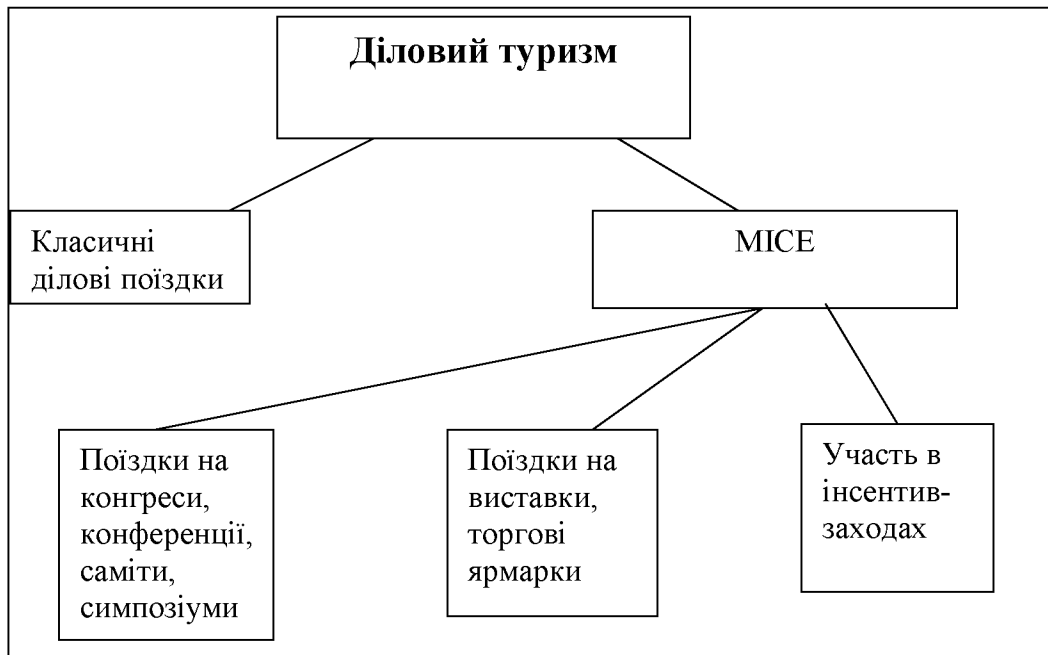 Діловий туризм
Класичні
ділові поїздки
МІСЕ
Поїздки на
конгреси,
конференції,
саміти,
симпозіуми
Поїздки на
виставки,
торгові
ярмарки
Участь в
інсентив-
заходах